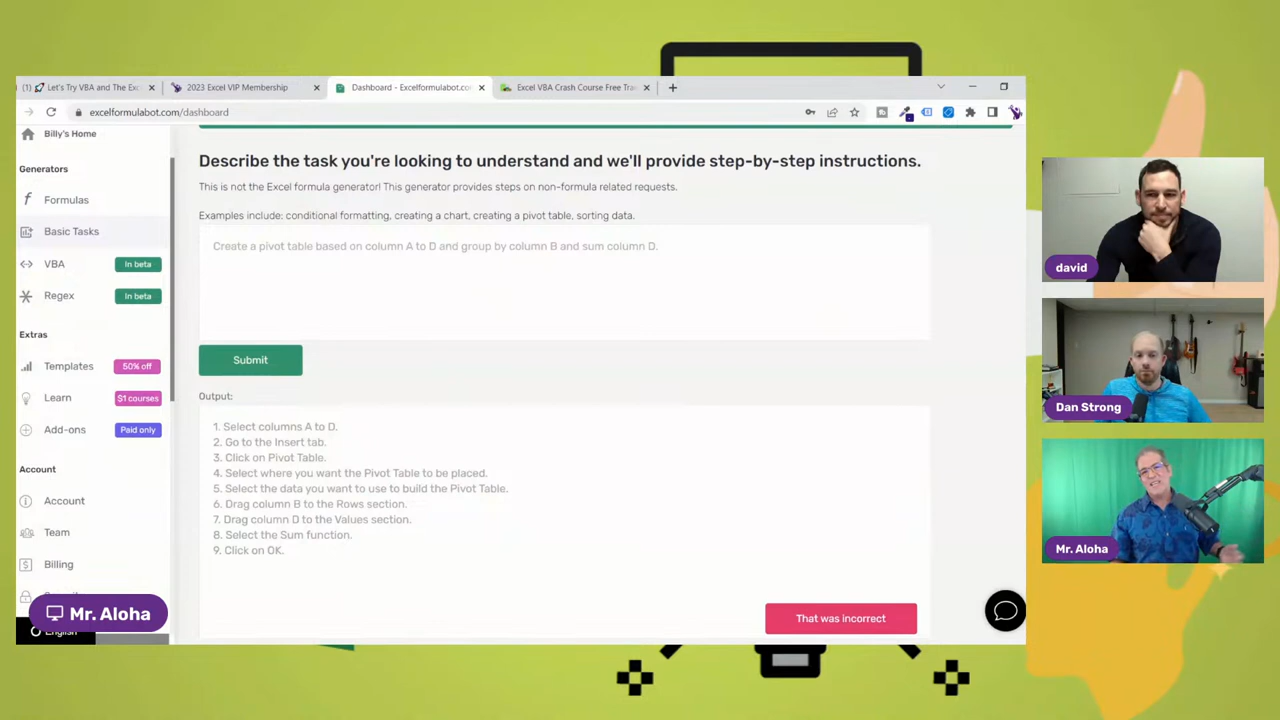 (1) Let's Try VBA and The Exc
2023 Excel VIP Membership
Dashboard - Excelformulabot.co
Excel VBA Crash Course Free Tra
excelformulabot.com/dashboard
Billy's Home
Generators
Formulas
Basic Tasks
VBA
In beta
Regex
In beta
Extras
Templates
50% off
Learn
$1 courses
Add-ons
Paid only
Account
Account
Team
Billing
English
Mr. Aloha
Describe the task you're looking to understand and we'll provide step-by-step instructions.
This is not the Excel formula generator! This generator provides steps on non-formula related requests.
Examples include: conditional formatting, creating a chart, creating a pivot table, sorting data.
Create a pivot table based on column A to D and group by column B and sum column D.
Submit
Output:
1. Select columns A to D.
2. Go to the Insert tab.
3. Click on Pivot Table.
4. Select where you want the Pivot Table to be placed.
5. Select the data you want to use to build the Pivot Table.
6. Drag column B to the Rows section.
7. Drag column D to the Values section.
8. Select the Sum function.
9. Click on OK.
That was incorrect
david
Dan Strong
Mr. Aloha